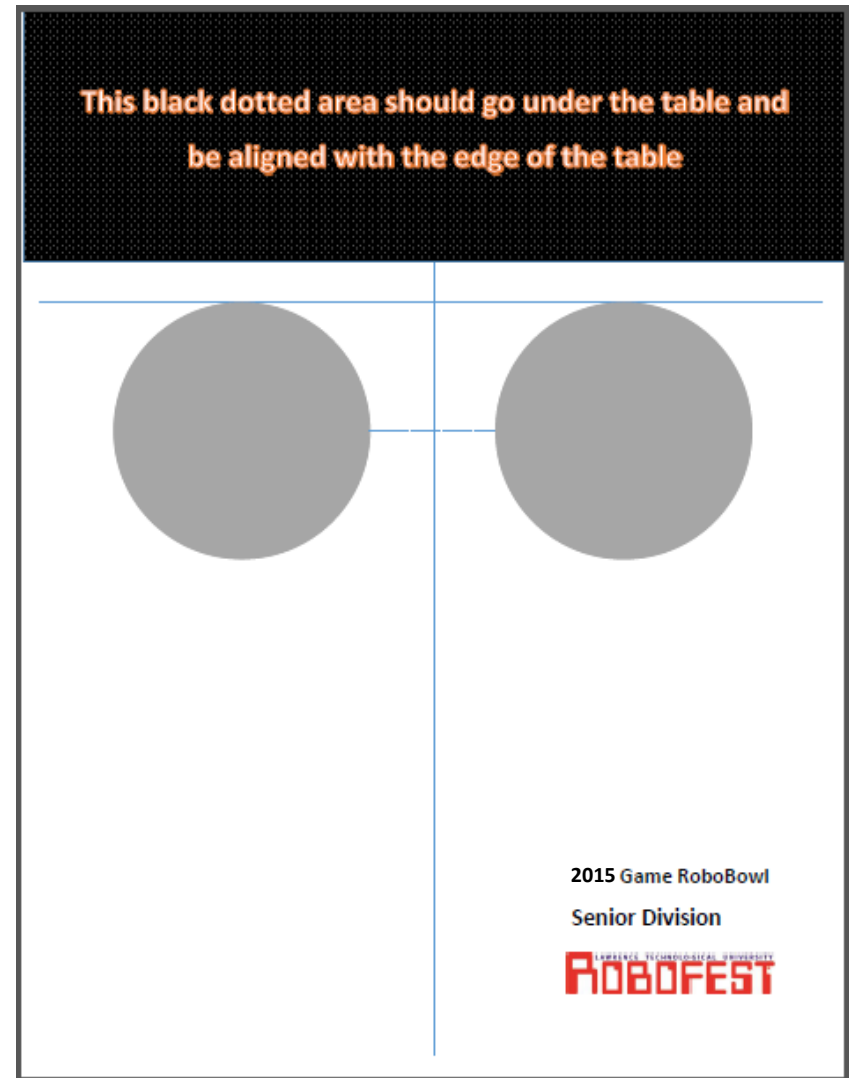 This black dotted area should go under the table and
be aligned with the edge of the table
2015 Game RoboBowl
Senior Division
LAWRENCE TECHNOLOGICAL UNIVERSITY
ROBOFEST